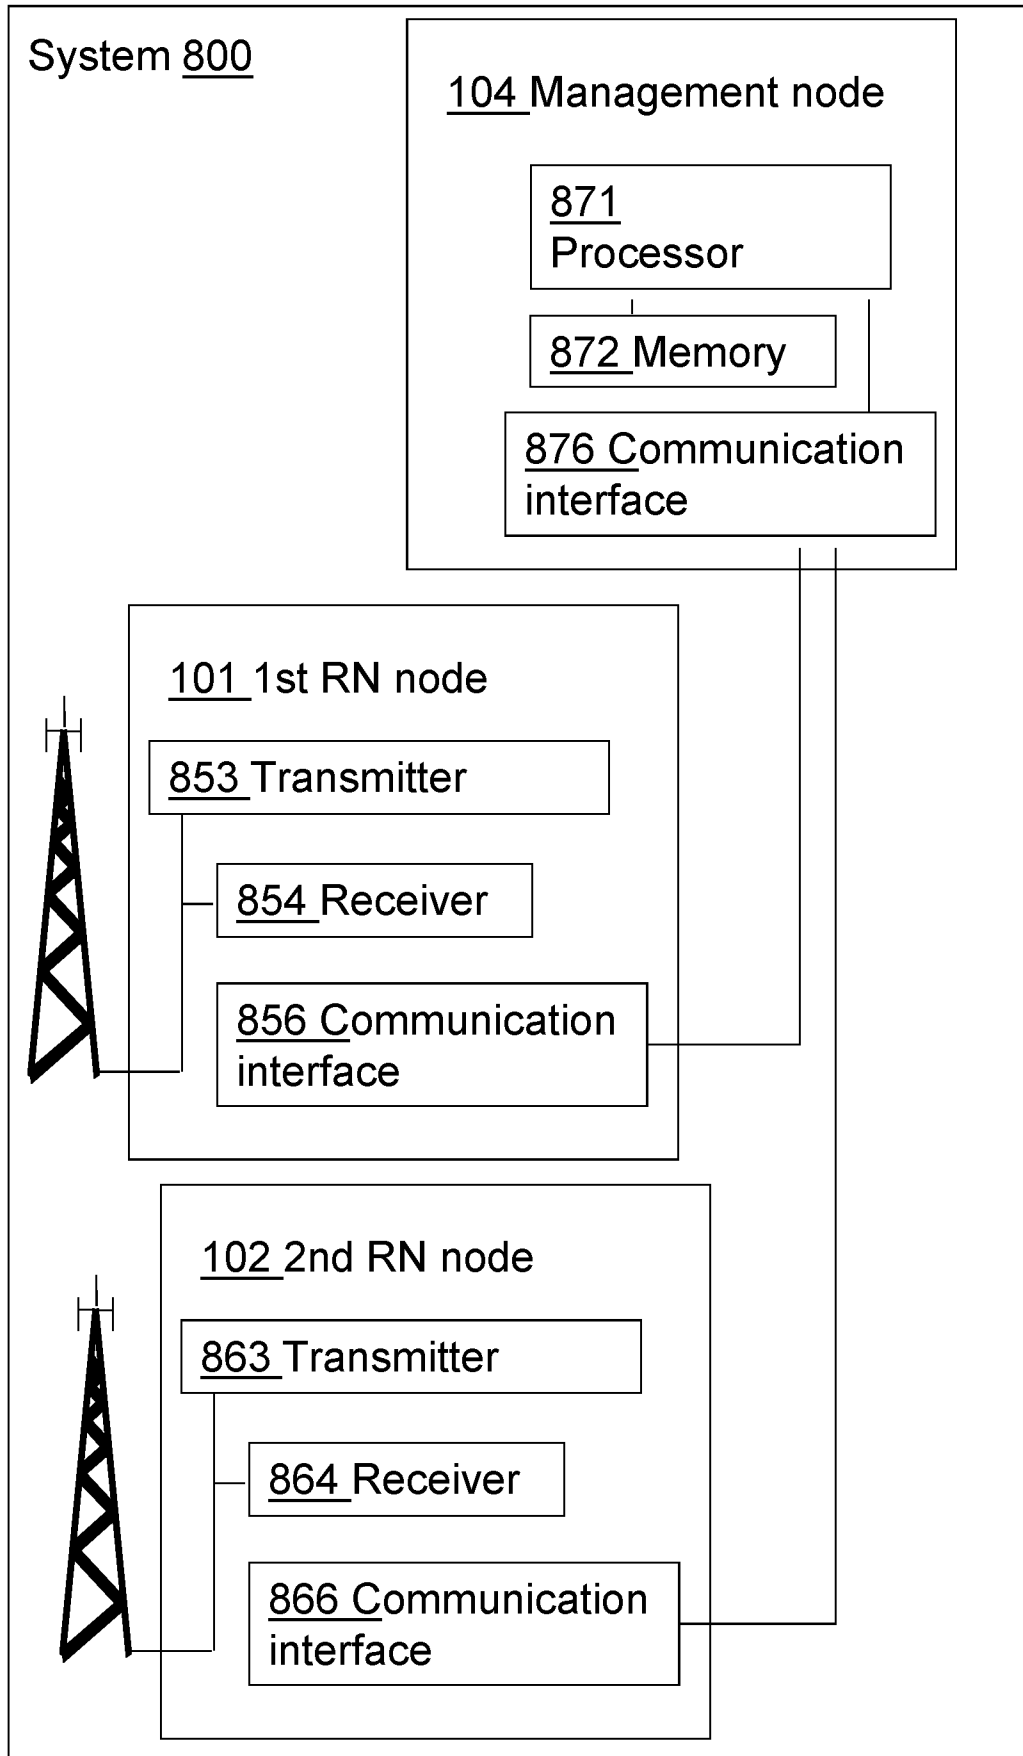 System 800
104 Management node
871
Processor
872 Memory
876 Communication
interface
101 1st RN node
853 Transmitter
854 Receiver
856 Communication
interface
102 2nd RN node
863 Transmitter
864 Receiver
866 Communication
interface